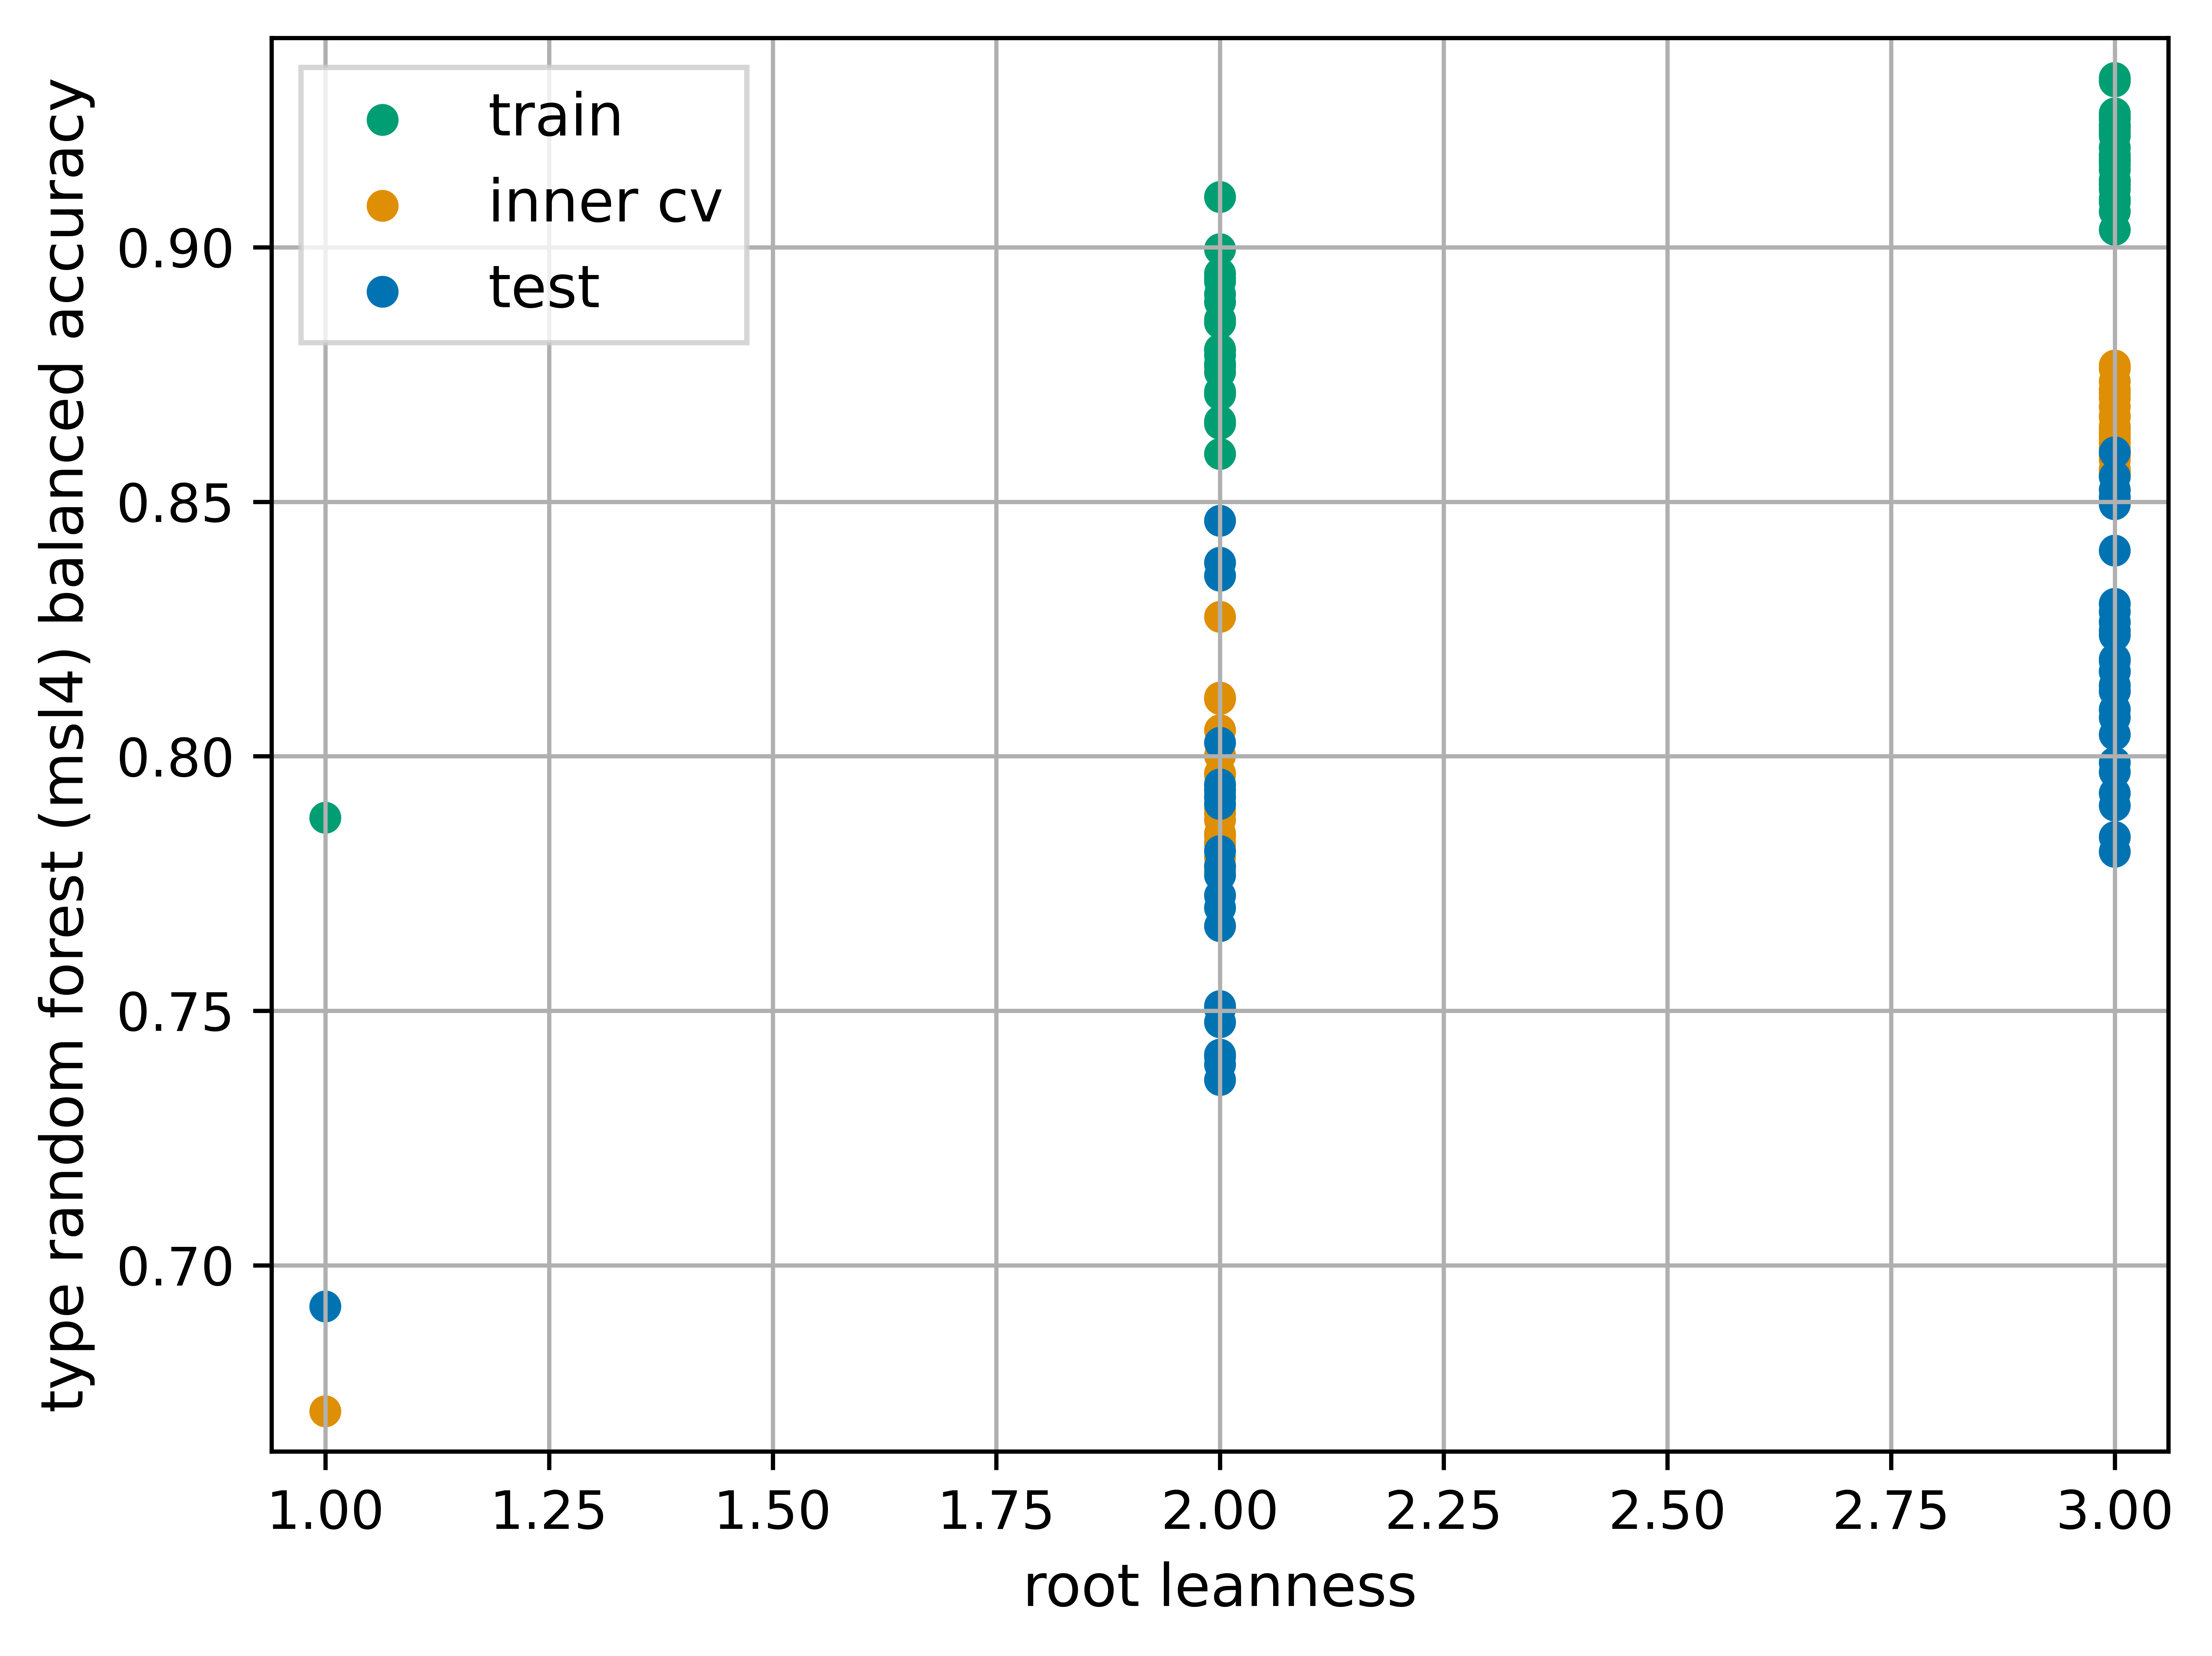 train
inner cv
test
type random forest (msl4) balanced accuracy
0.90
0.85
0.80
0.75
0.70
1.00 1.25 1.50 1.75 2.00 2.25 2.50 2.75 3.00
root leanness